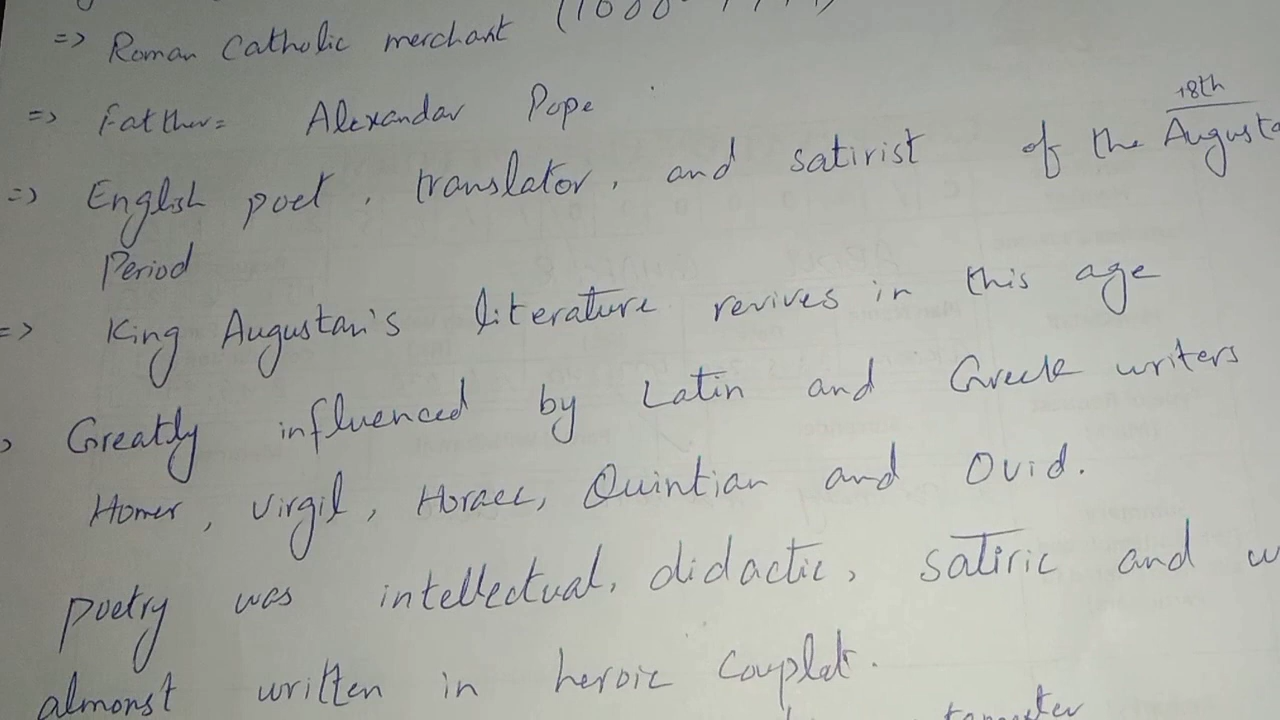 => Roman Catholic merchant
=> Father= Alexandar Pope
18th
=> English poet, translator, and satirist of the Augusta
Period
=> King Augustan's literature revives in this age
Greatly influenced by Latin and Greek writers
Homer, Virgil, Horace, Quintian and Ovid.
poetry was intellectual, didactic, satiric and w
almonst written in heroic couplet.